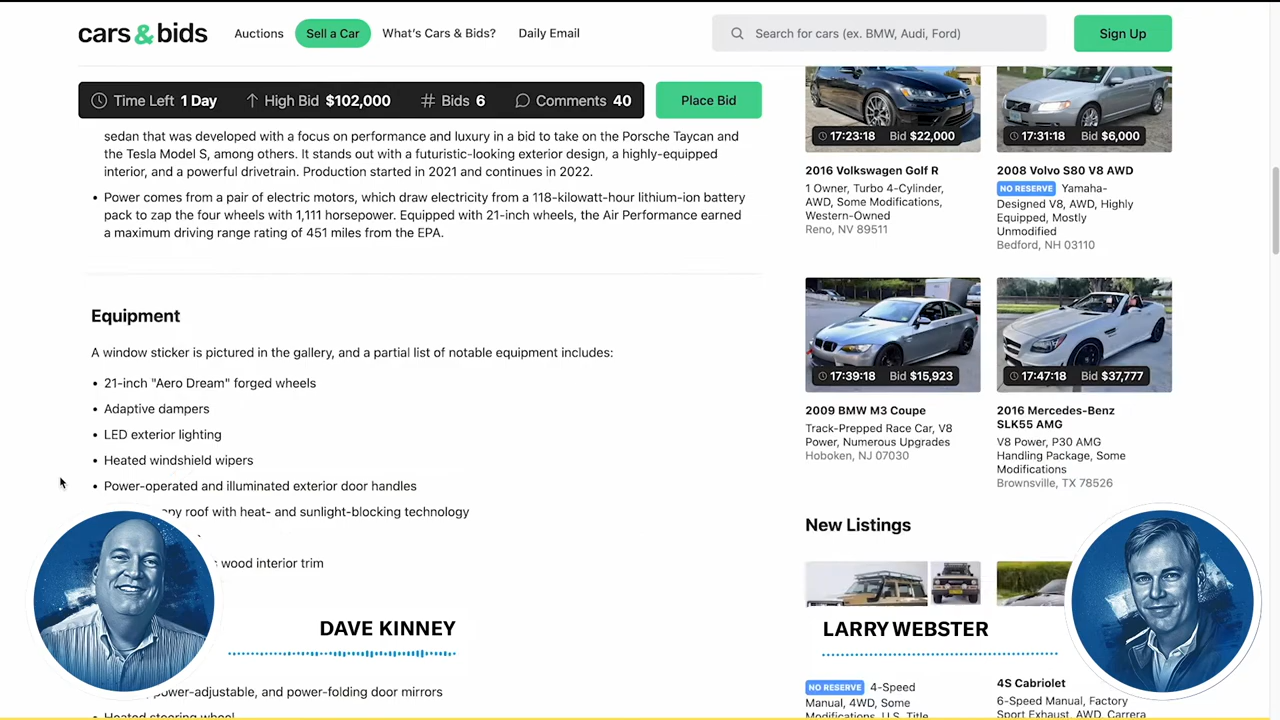 cars & bids
Auctions
Sell a Car
What's Cars & Bids?
Daily Email
Search for cars (ex. BMW, Audi, Ford)
Sign Up
Time Left 1 Day
High Bid $102,000
# Bids 6
Comments 40
Place Bid
sedan that was developed with a focus on performance and luxury in a bid to take on the Porsche Taycan and
the Tesla Model S, among others. It stands out with a futuristic-looking exterior design, a highly-equipped
interior, and a powerful drivetrain. Production started in 2021 and continues in 2022.
• Power comes from a pair of electric motors, which draw electricity from a 118-kilowatt-hour lithium-ion battery
pack to zap the four wheels with 1,111 horsepower. Equipped with 21-inch wheels, the Air Performance earned
a maximum driving range rating of 451 miles from the EPA.
Equipment
A window sticker is pictured in the gallery, and a partial list of notable equipment includes:
• 21-inch "Aero Dream" forged wheels
• Adaptive dampers
• LED exterior lighting
• Heated windshield wipers
• Power-operated and illuminated exterior door handles
roof with heat- and sunlight-blocking technology
wood interior trim
DAVE KINNEY
power-adjustable, and power-folding door mirrors
Heated steering wheel
17:23:18 Bid $22,000
2016 Volkswagen Golf R
1 Owner, Turbo 4-Cylinder,
AWD, Some Modifications,
Western-Owned
Reno, NV 89511
17:31:18 Bid $6,000
2008 Volvo S80 V8 AWD
NO RESERVE Yamaha-
Designed V8, AWD, Highly
Equipped, Mostly
Unmodified
Bedford, NH 03110
17:39:18 Bid $15,923
2009 BMW M3 Coupe
Track-Prepped Race Car, V8
Power, Numerous Upgrades
Hoboken, NJ 07030
17:47:18 Bid $37,777
2016 Mercedes-Benz
SLK55 AMG
V8 Power, P30 AMG
Handling Package, Some
Modifications
Brownsville, TX 78526
New Listings
LARRY WEBSTER
NO RESERVE 4-Speed
Manual, 4WD, Some
Modifications, U.S. Title
4S Cabriolet
6-Speed Manual, Factory
Sport Exhaust, AWD, Carrera